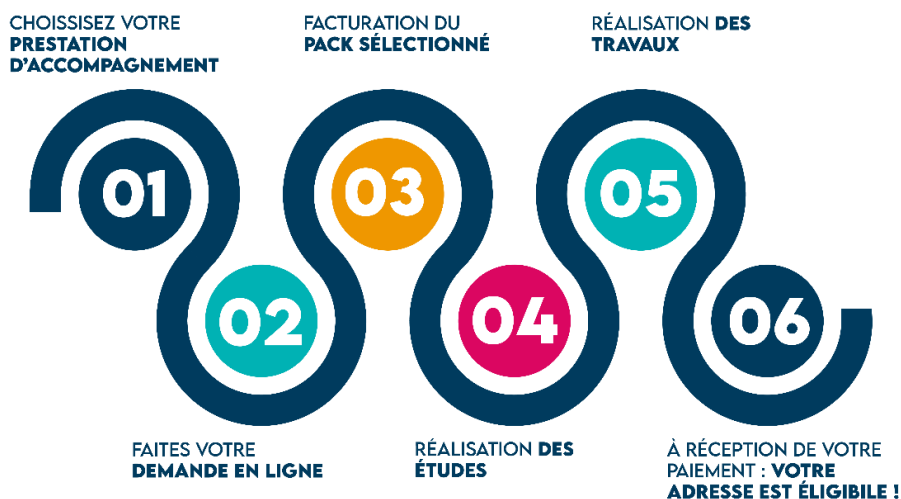 CHOISSISEZ VOTRE
PRESTATION
D'ACCOMPAGNEMENT
01
FAITES VOTRE
DEMANDE EN LIGNE
02
FACTURATION DU
PACK SÉLECTIONNÉ
03
RÉALISATION DES
ÉTUDES
04
RÉALISATION DES
TRAVAUX
05
À RÉCEPTION DE VOTRE
PAIEMENT : VOTRE
ADRESSE EST ÉLIGIBILE !
06